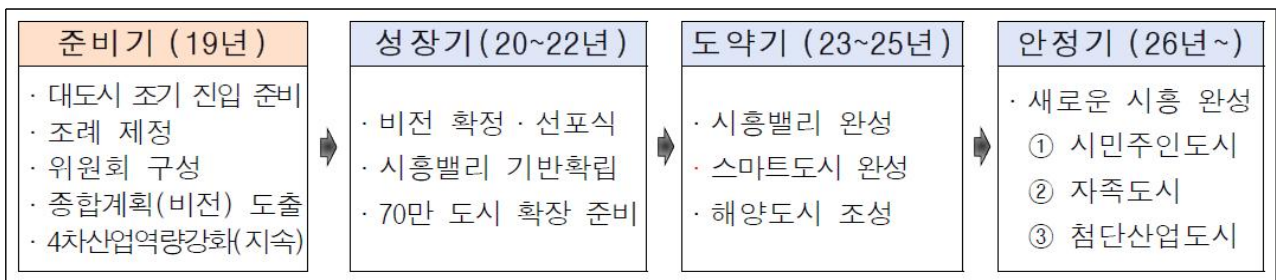 준비기 (19년)
· 대도시 조기 진입 준비
· 조례 제정
· 위원회 구성
· 종합계획(비전) 도출
· 4차산업역량강화(지속)
성장기(20~22년)
· 비전 확정 · 선포식
· 시흥밸리 기반확립
· 70만 도시 확장 준비
도약기 (23~25년)
· 시흥밸리 완성
· 스마트도시 완성
· 해양도시 조성
안정기 (26년~)
· 새로운 시흥 완성
① 시민주인도시
② 자족도시
③ 첨단산업도시